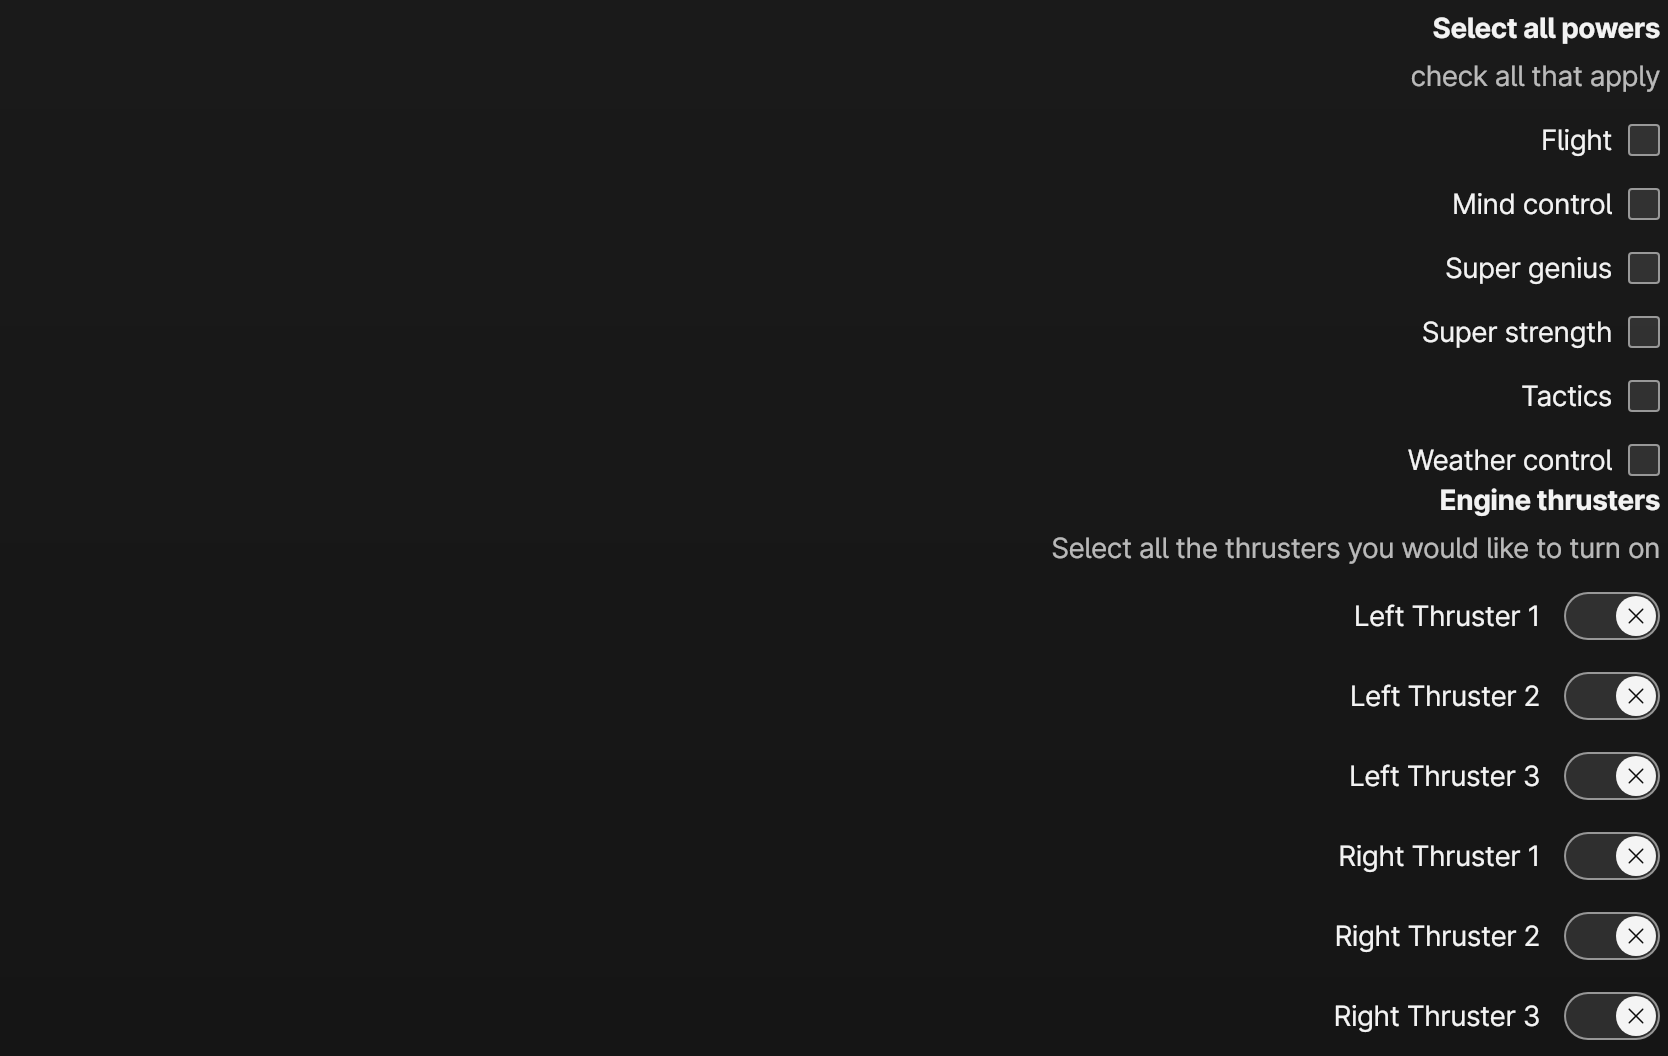 Select all powers
check all that apply
Flight
Mind control
Super genius
Super strength
Tactics
Weather control
Engine thrusters
Select all the thrusters you would like to turn on
Left Thruster 1
Left Thruster 2
Left Thruster 3
Right Thruster 1
Right Thruster 2
Right Thruster 3